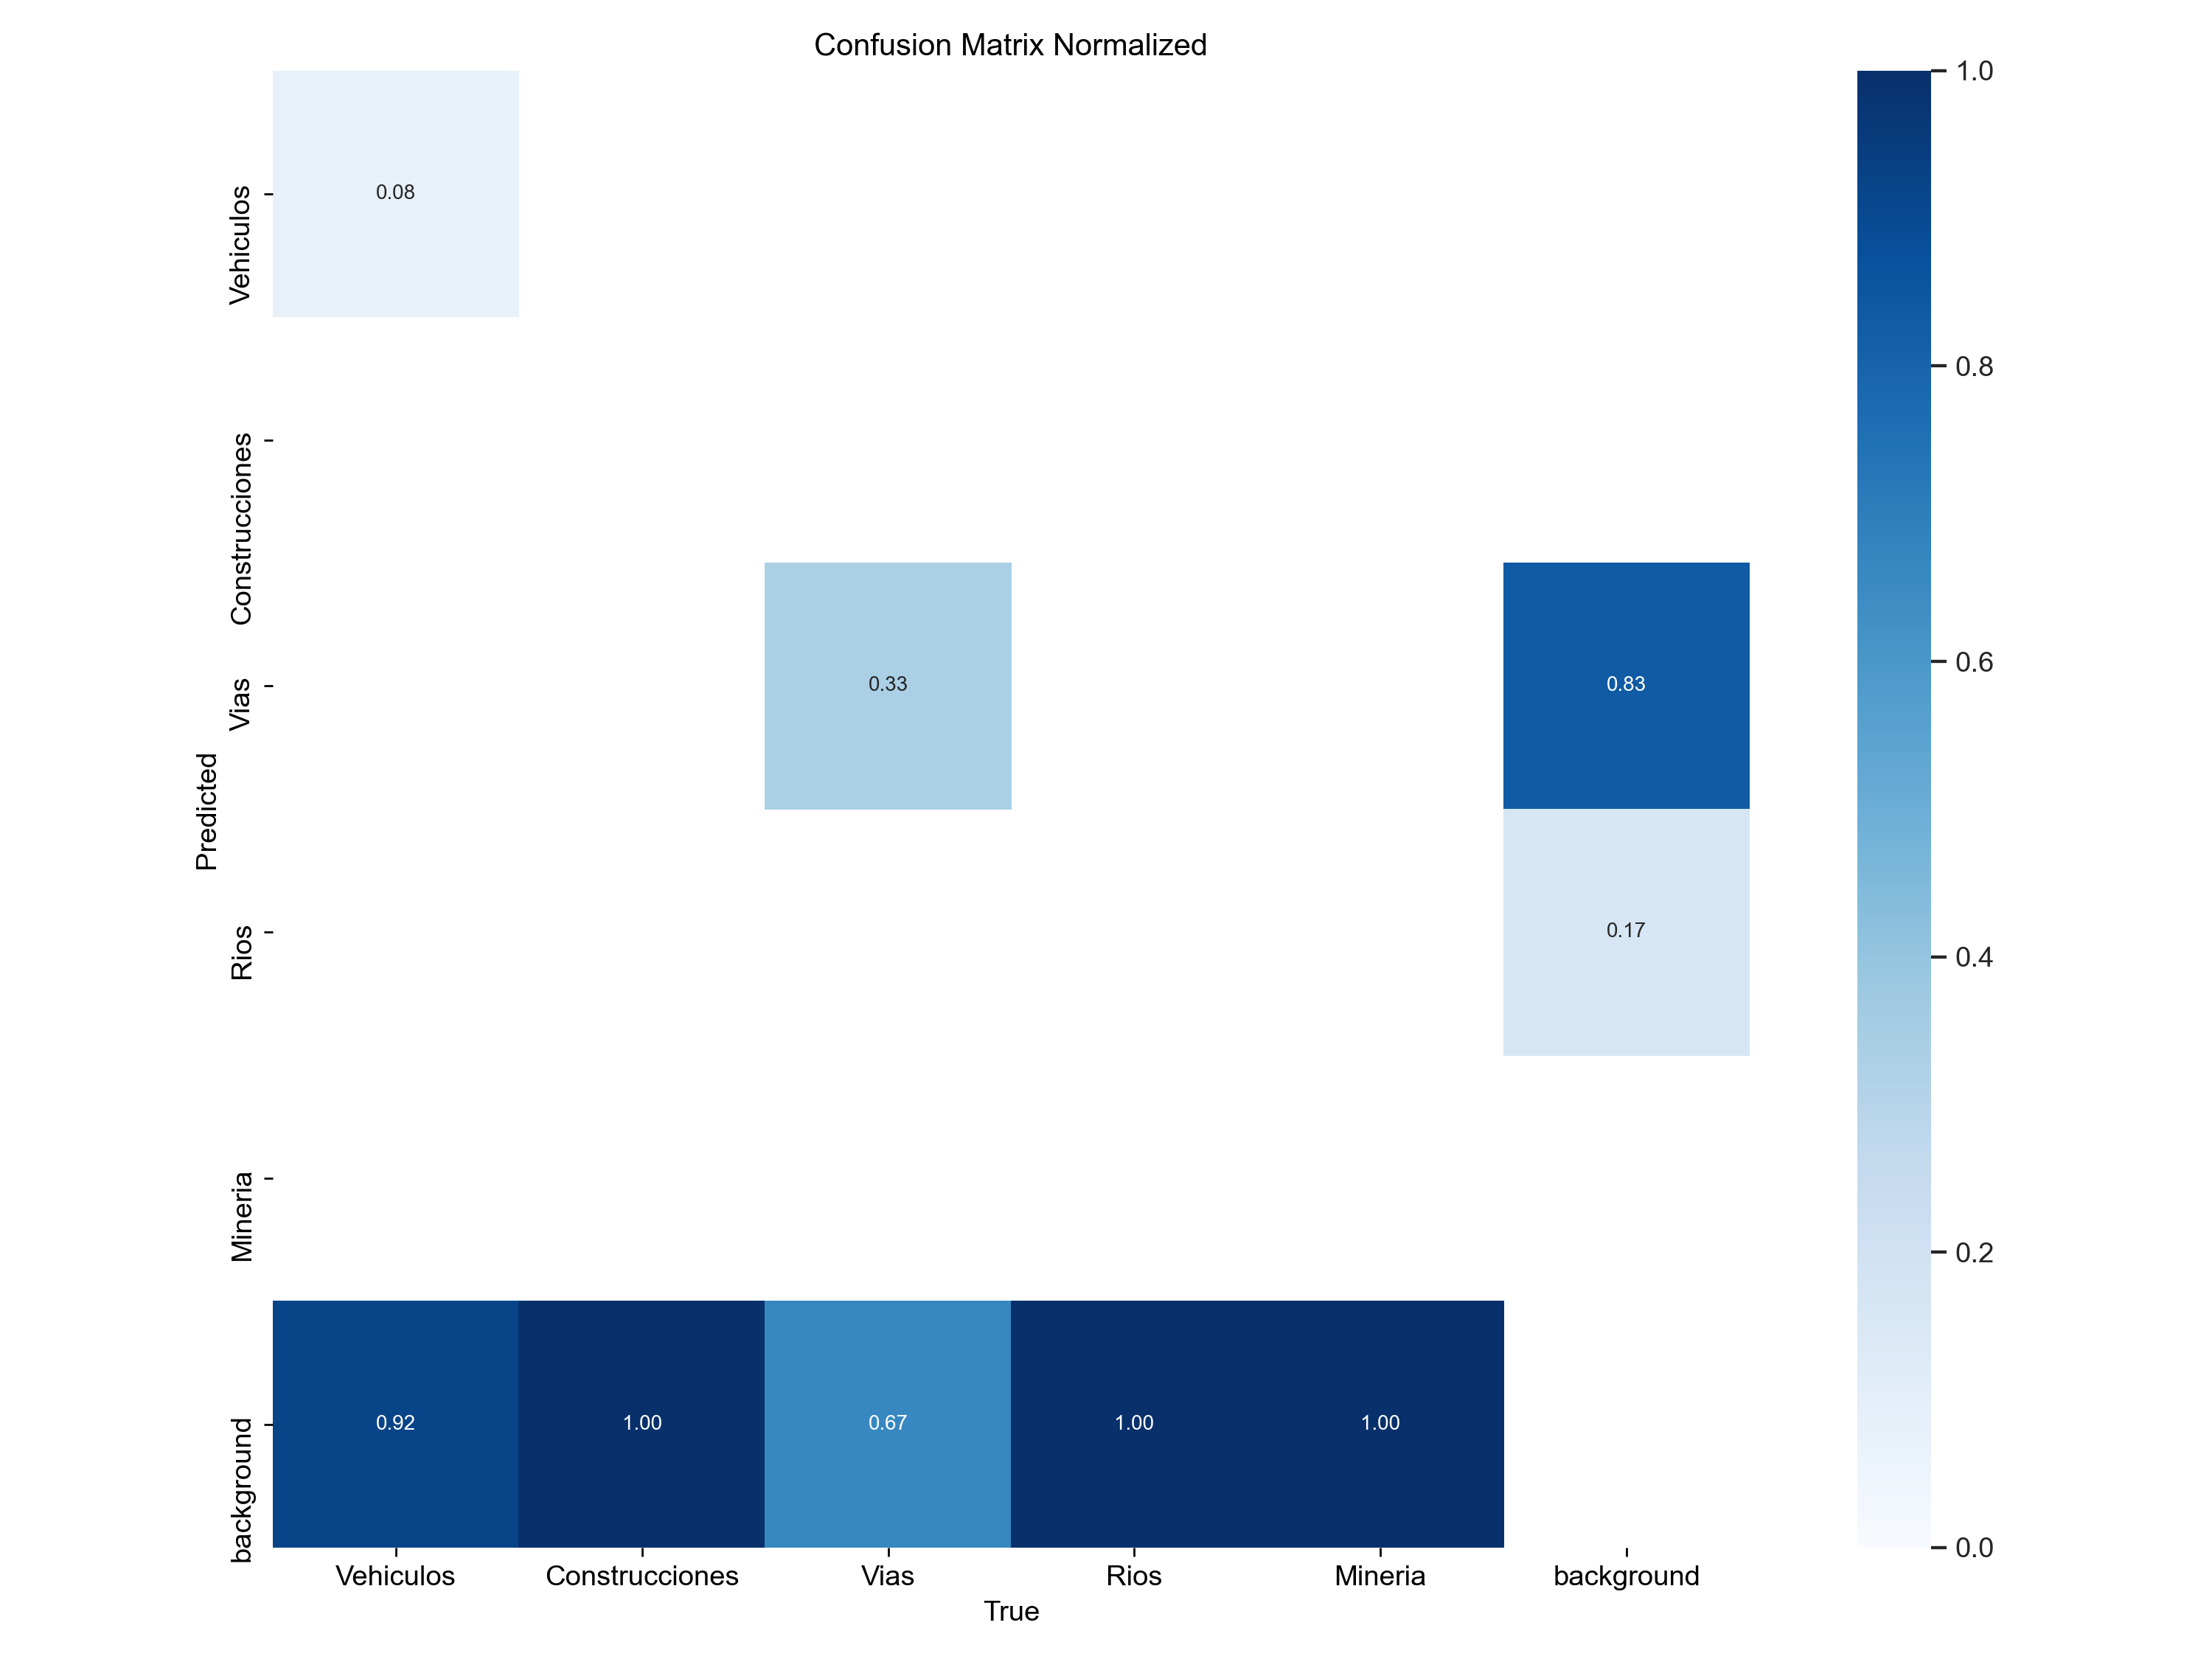 Confusion Matrix Normalized
1.0
Vehiculos
0.08
0.8
Construcciones
Vias
0.33
0.83
0.6
Predicted
Rios
0.17
0.4
Mineria
0.2
background
0.92
1.00
0.67
1.00
1.00
0.0
Vehiculos
Construcciones
Vias
Rios
Mineria
background
True